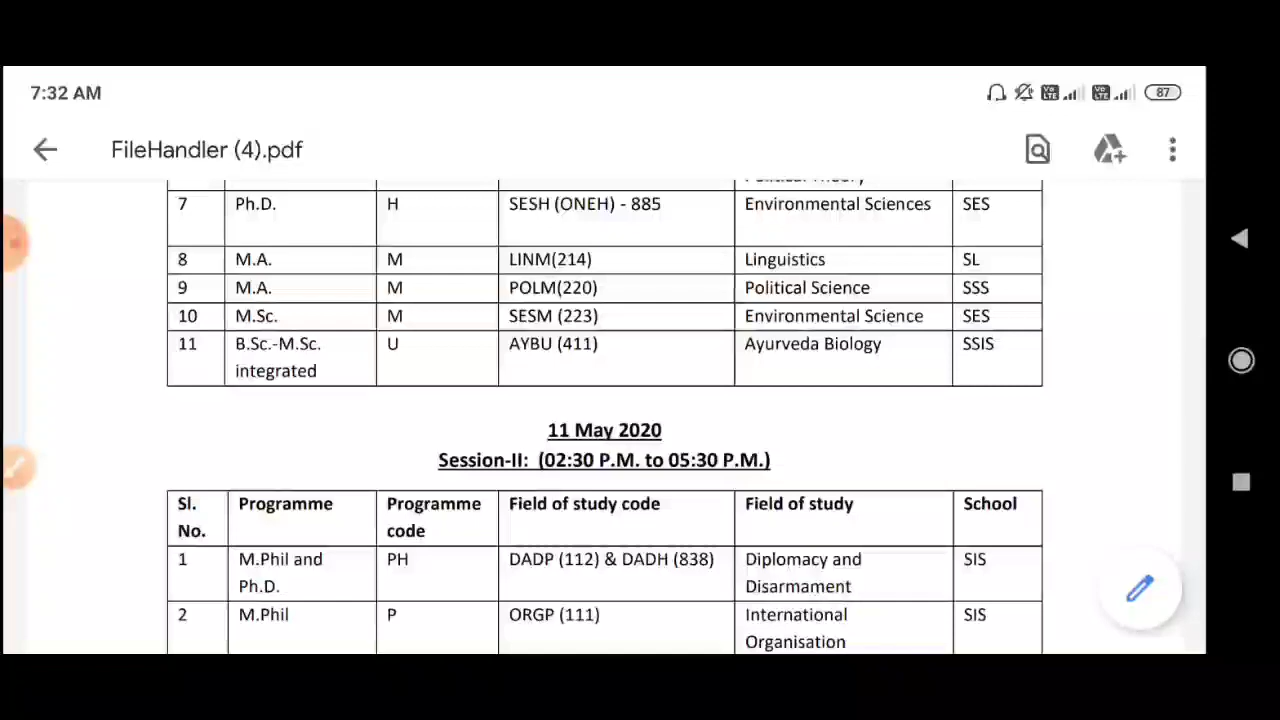 7:32 AM
87
FileHandler (4).pdf
7 Ph.D. H SESH (ONEH) - 885 Environmental Sciences SES
8 M.A. M LINM(214) Linguistics SL
9 M.A. M POLM(220) Political Science SSS
10 M.Sc. M SESM (223) Environmental Science SES
11 B.Sc.-M.Sc. U AYBU (411) Ayurveda Biology SSIS
integrated
11 May 2020
Session-II: (02:30 P.M. to 05:30 P.M.)
Sl. Programme Programme Field of study code Field of study School
No. code
1 M.Phil and PH DADP (112) & DADH (838) Diplomacy and SIS
Ph.D. Disarmament
2 M.Phil P ORGP (111) International SIS
Organisation